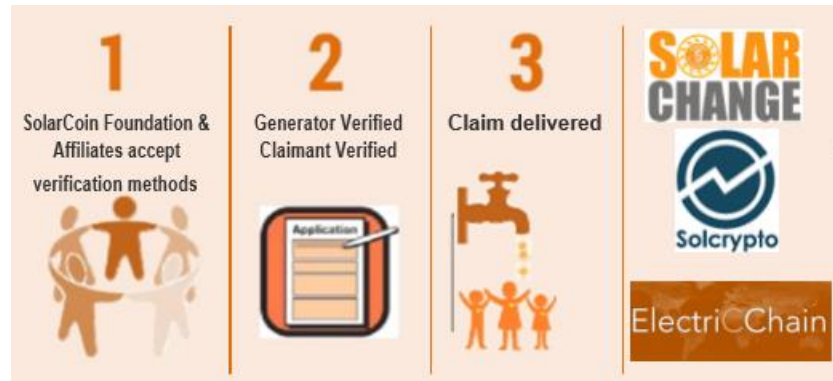 1
SolarCoin Foundation &
Affiliates accept
verification methods
2
Generator Verified
Claimant Verified
Application
3
Claim delivered
SOLAR
CHANGE
Solcrypto
ElectriCChain